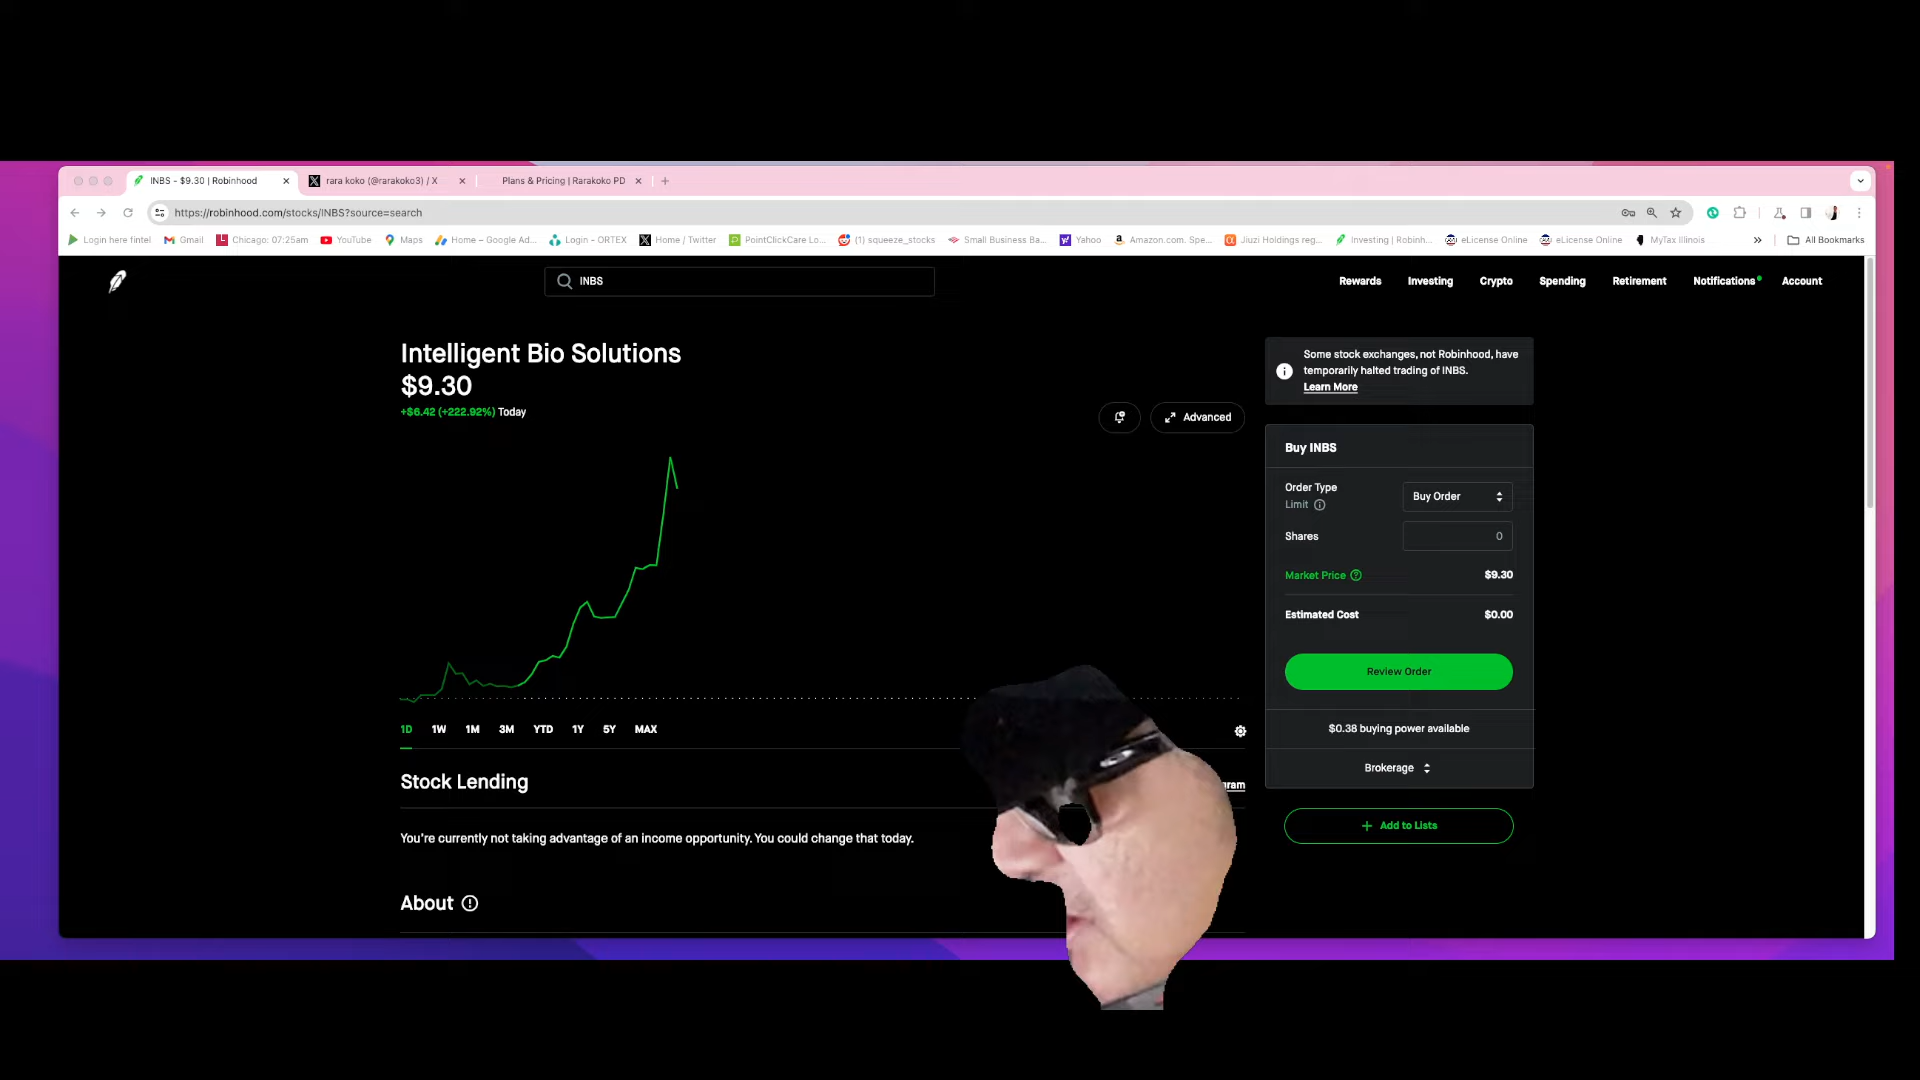 INBS - $9.30 | Robinhood
rara koko (@rarakoko3) / X
Plans & Pricing | Rarakoko PD
https://robinhood.com/stocks/INBS?source=search
Login here fintel
Gmail
Chicago: 07:25am
YouTube
Maps
Home – Google Ad...
Login - ORTEX
Home / Twitter
PointClickCare Lo...
(1) squeeze_stocks
Small Business Ba...
Yahoo
Amazon.com. Spe...
Jiuzi Holdings reg...
Investing | Robinh...
eLicense Online
eLicense Online
MyTax Illinois
All Bookmarks
INBS
Rewards
Investing
Crypto
Spending
Retirement
Notifications
Account
Intelligent Bio Solutions
$9.30
+$6.42 (+222.92%) Today
Advanced
1D
1W
1M
3M
YTD
1Y
5Y
MAX
Stock Lending
gram
You're currently not taking advantage of an income opportunity. You could change that today.
About
Some stock exchanges, not Robinhood, have
temporarily halted trading of INBS.
Learn More
Buy INBS
Order Type
Limit
Buy Order
Shares
0
Market Price
$9.30
Estimated Cost
$0.00
Review Order
$0.38 buying power available
Brokerage
+ Add to Lists